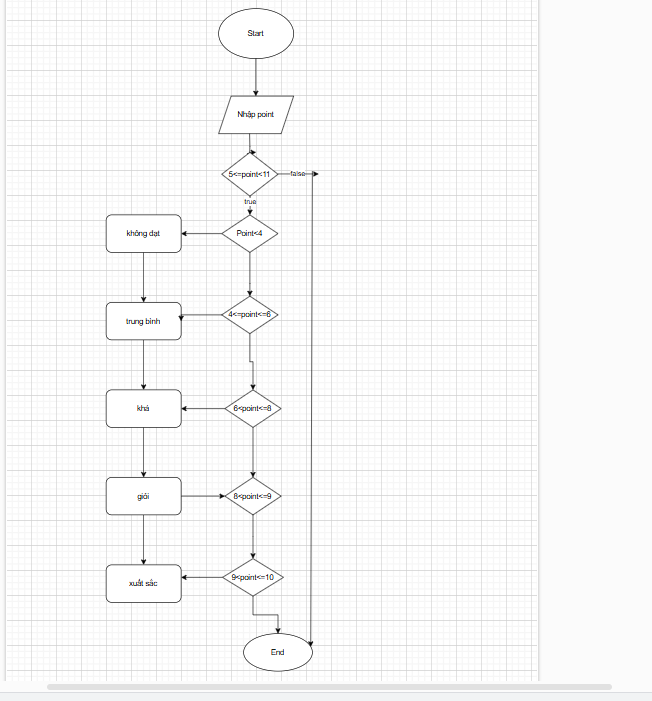 Start
Nhập point
5<=point<11
false
true
không dạt
Point<4
trung bình
4<=point<=6
khá
6<point<=8
giỏi
8<point<=9
xuất sắc
9<point<=10
End